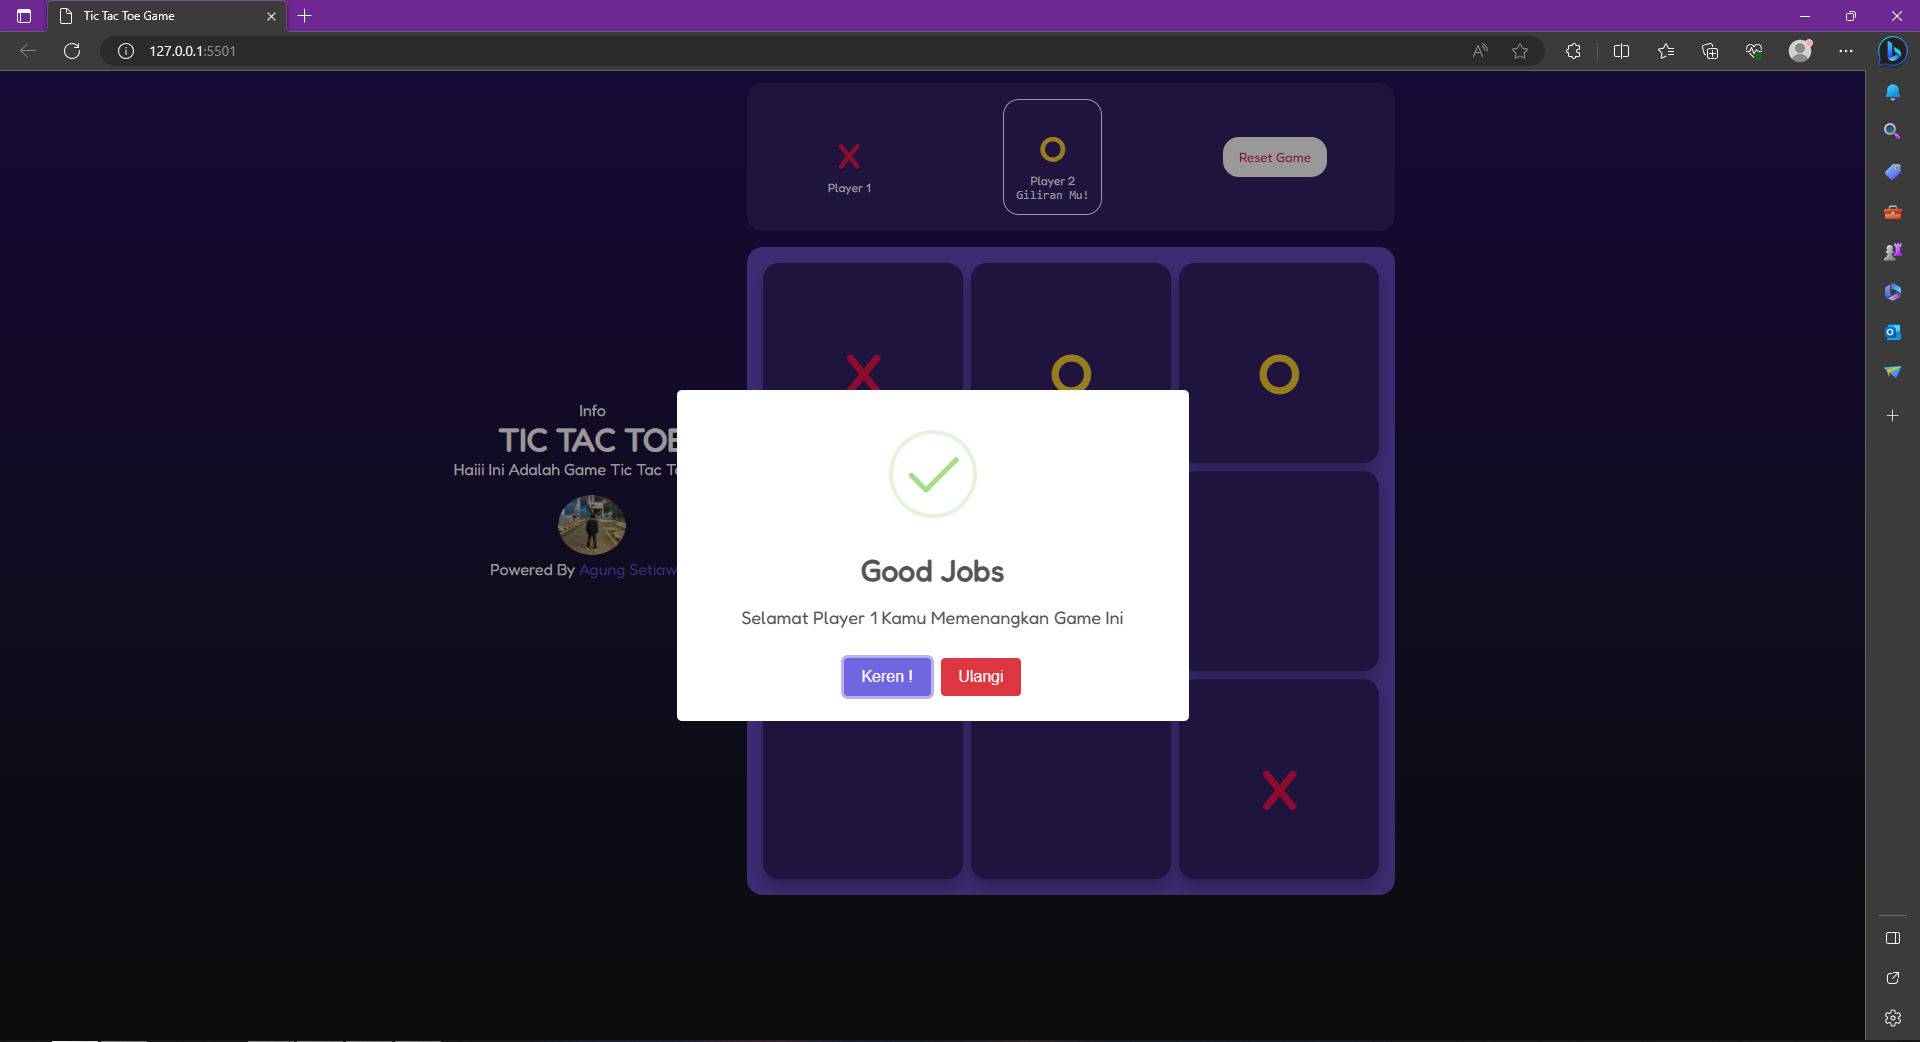 Tic Tac Toe Game
127.0.0.1:5501
Player 1
Player 2
Giliran Mu!
Reset Game
Info
TIC TAC TOE
Haiii Ini Adalah Game Tic Tac
Powered By Agung
Good Jobs
Selamat Player 1 Kamu Memenangkan Game Ini
Keren !
Ulangi